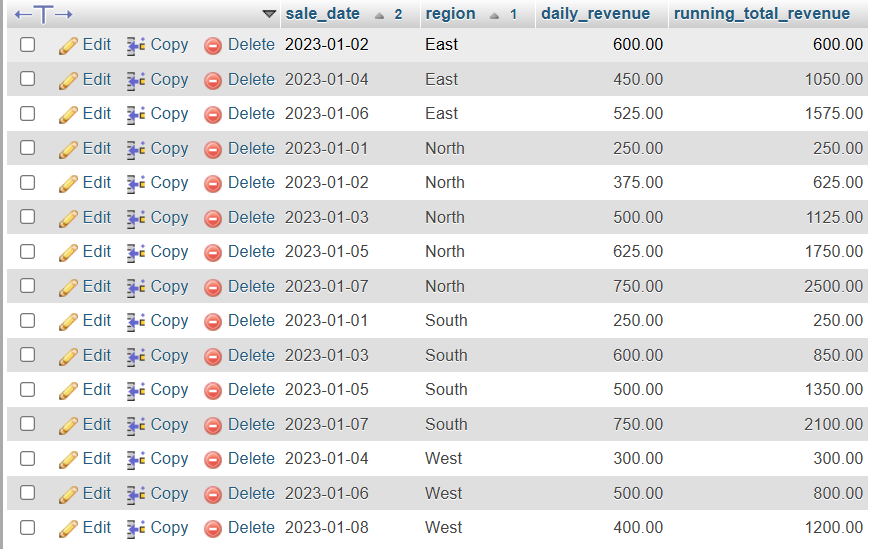 sale_date 2 region 1 daily_revenue running_total_revenue
Edit Copy Delete 2023-01-02 East 600.00 600.00
Edit Copy Delete 2023-01-04 East 450.00 1050.00
Edit Copy Delete 2023-01-06 East 525.00 1575.00
Edit Copy Delete 2023-01-01 North 250.00 250.00
Edit Copy Delete 2023-01-02 North 375.00 625.00
Edit Copy Delete 2023-01-03 North 500.00 1125.00
Edit Copy Delete 2023-01-05 North 625.00 1750.00
Edit Copy Delete 2023-01-07 North 750.00 2500.00
Edit Copy Delete 2023-01-01 South 250.00 250.00
Edit Copy Delete 2023-01-03 South 600.00 850.00
Edit Copy Delete 2023-01-05 South 500.00 1350.00
Edit Copy Delete 2023-01-07 South 750.00 2100.00
Edit Copy Delete 2023-01-04 West 300.00 300.00
Edit Copy Delete 2023-01-06 West 500.00 800.00
Edit Copy Delete 2023-01-08 West 400.00 1200.00